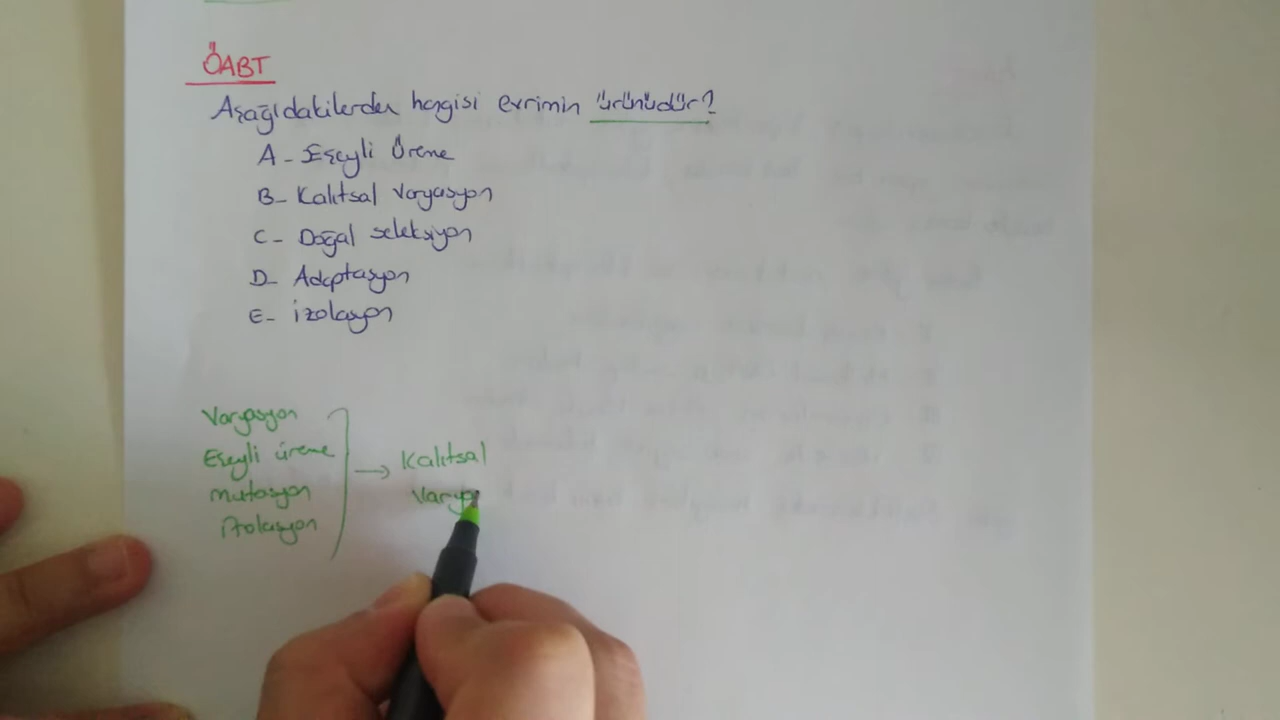 ÖABT
Aşağıdakilerden hangisi evrimin ürünüdür?
A- Eşeyli Üreme
B- Kalıtsal Varyasyon
C- Doğal seleksiyon
D- Adaptasyon
E- izolasyon
Varyasyon
Eşeyli üreme
mutasyon
izolasyon
→ Kalıtsal
Varya